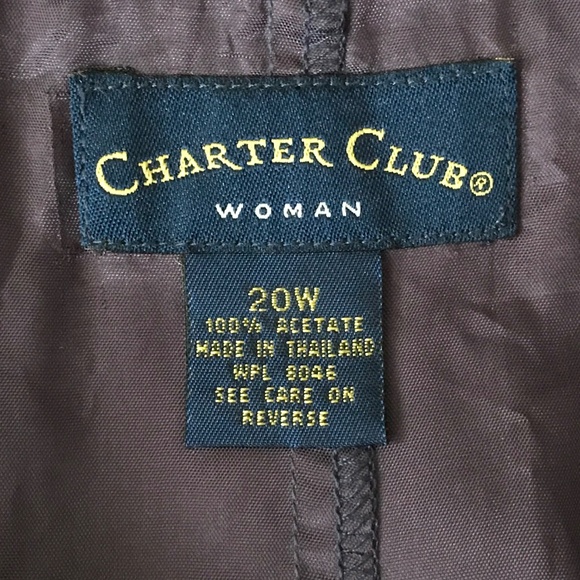 CHARTER CLUB®
WOMAN
20W
100% ACETATE
MADE IN THAILAND
WPL 8046
SEE CARE ON
REVERSE